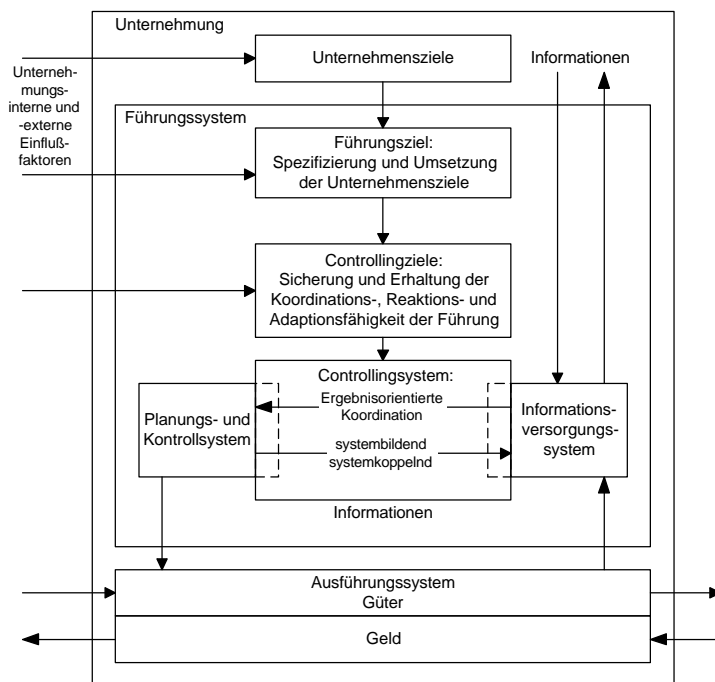 Unternehmung
Unternehmensziele
Informationen
Unterneh-
mungs-
interne und
-externe
Einfluß-
faktoren
Führungssystem
Führungsziel:
Spezifizierung und Umsetzung
der Unternehmensziele
Controllingziele:
Sicherung und Erhaltung der
Koordinations-, Reaktions- und
Adaptionsfähigkeit der Führung
Controllingsystem:
Planungs- und
Kontrollsystem
Ergebnisorientierte
Koordination
systembildend
systemkoppelnd
Informations-
versorgungs-
system
Informationen
Ausführungssystem
Güter
Geld